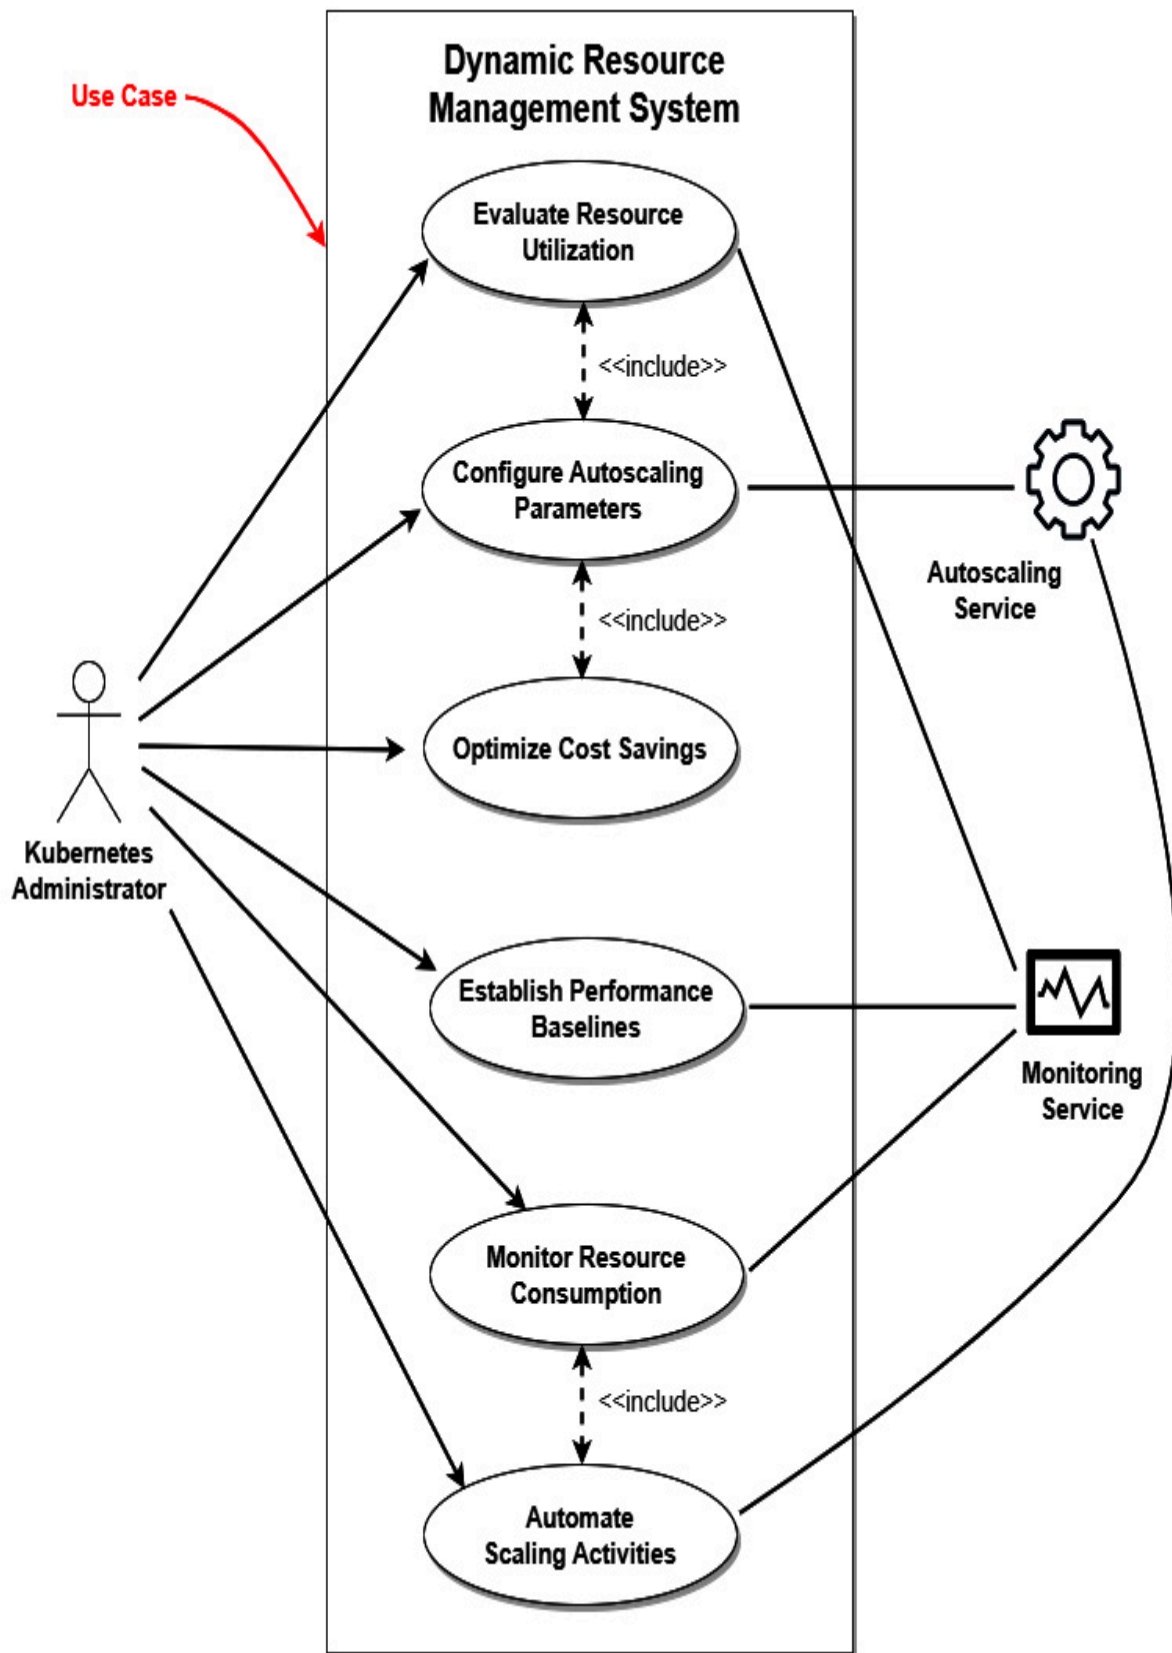 Dynamic Resource
Management System
Use Case
Evaluate Resource
Utilization
<<include>>
Configure Autoscaling
Parameters
Autoscaling
Service
<<include>>
Optimize Cost Savings
Kubernetes
Administrator
Establish Performance
Baselines
Monitoring
Service
Monitor Resource
Consumption
<<include>>
Automate
Scaling Activities